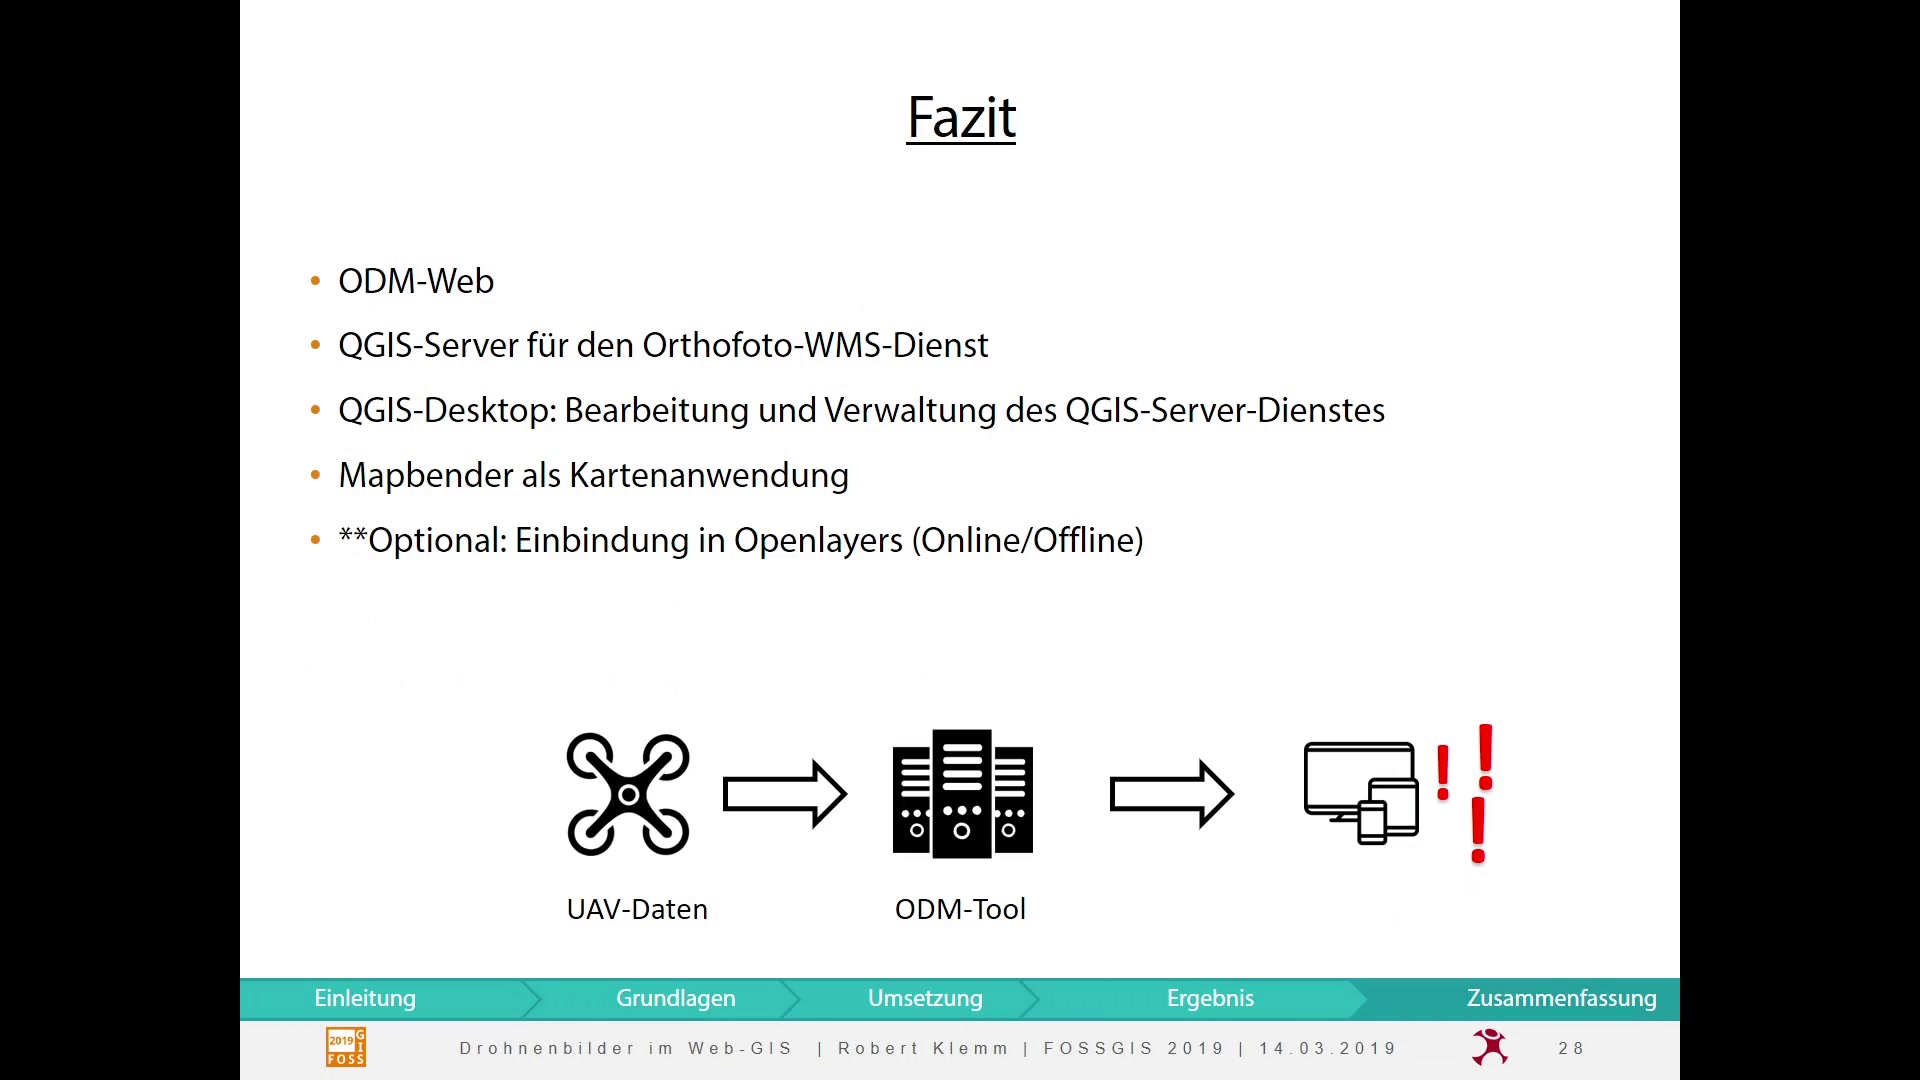 Fazit
ODM-Web
QGIS-Server für den Orthofoto-WMS-Dienst
QGIS-Desktop: Bearbeitung und Verwaltung des QGIS-Server-Dienstes
Mapbender als Kartenanwendung
**Optional: Einbindung in Openlayers (Online/Offline)
UAV-Daten
ODM-Tool
Einleitung
Grundlagen
Umsetzung
Ergebnis
Zusammenfassung
2019
FOSS
GIS
Drohnenbilder im Web-GIS | Robert Klemm | FOSSGIS 2019 | 14.03.2019
28